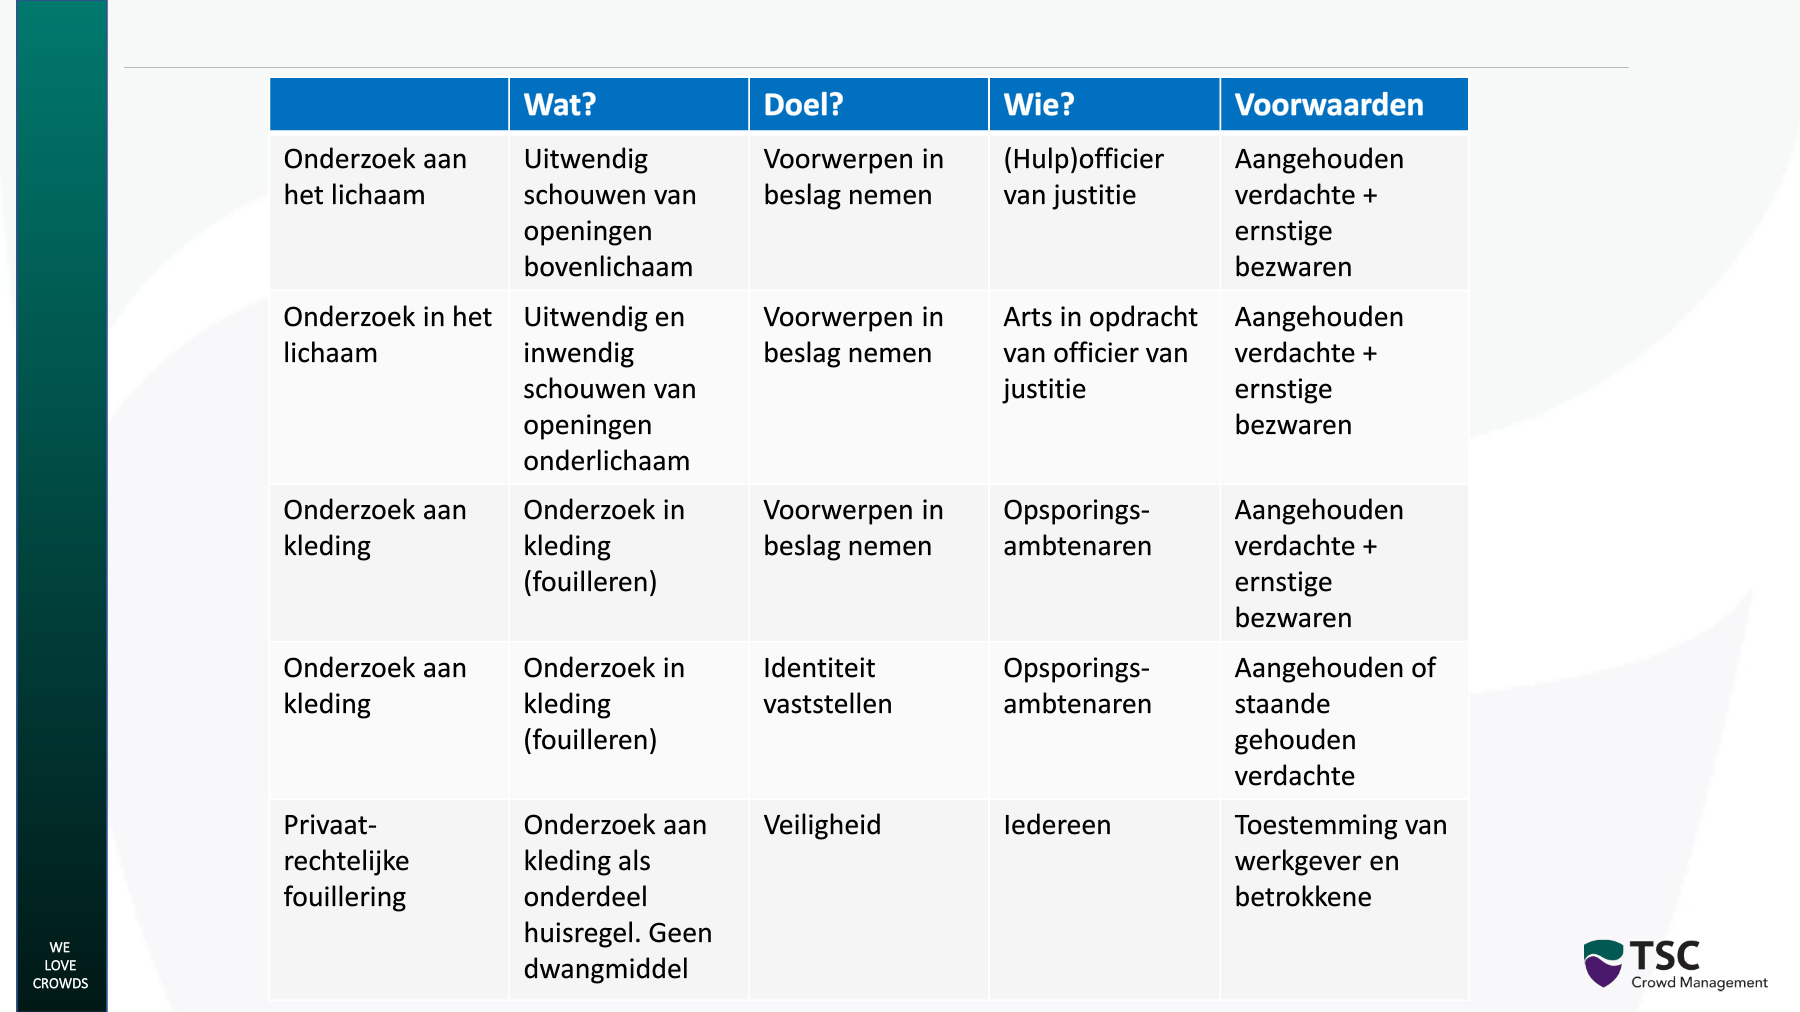 Wat?
Doel?
Wie?
Voorwaarden
Onderzoek aan
het lichaam
Uitwendig
schouwen van
openingen
bovenlichaam
Voorwerpen in
beslag nemen
(Hulp)officier
van justitie
Aangehouden
verdachte +
ernstige
bezwaren
Onderzoek in het
lichaam
Uitwendig en
inwendig
schouwen van
openingen
onderlichaam
Voorwerpen in
beslag nemen
Arts in opdracht
van officier van
justitie
Aangehouden
verdachte +
ernstige
bezwaren
Onderzoek aan
kleding
Onderzoek in
kleding
(fouilleren)
Voorwerpen in
beslag nemen
Opsporings-
ambtenaren
Aangehouden
verdachte +
ernstige
bezwaren
Onderzoek aan
kleding
Onderzoek in
kleding
(fouilleren)
Identiteit
vaststellen
Opsporings-
ambtenaren
Aangehouden of
staande
gehouden
verdachte
Privaat-
rechtelijke
fouillering
Onderzoek aan
kleding als
onderdeel
huisregel. Geen
dwangmiddel
Veiligheid
Iedereen
Toestemming van
werkgever en
betrokkene
WE
LOVE
CROWDS
TSC
Crowd Management